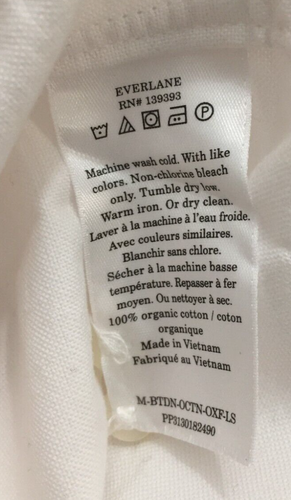 EVERLANE
RN# 139393
P
Machine wash cold. With like
colors. Non-chlorine bleach
only. Tumble dry low.
Warm iron. Or dry clean.
Laver à la machine à l'eau froide.
Avec couleurs similaires.
Blanchir sans chlore.
Sécher à la machine basse
température. Repasser à fer
moyen. Ou nettoyer à sec.
100% organic cotton / coton
organique
Made in Vietnam
Fabriqué au Vietnam
M-BTDN-OCTN-OXF-LS
PP3130182490